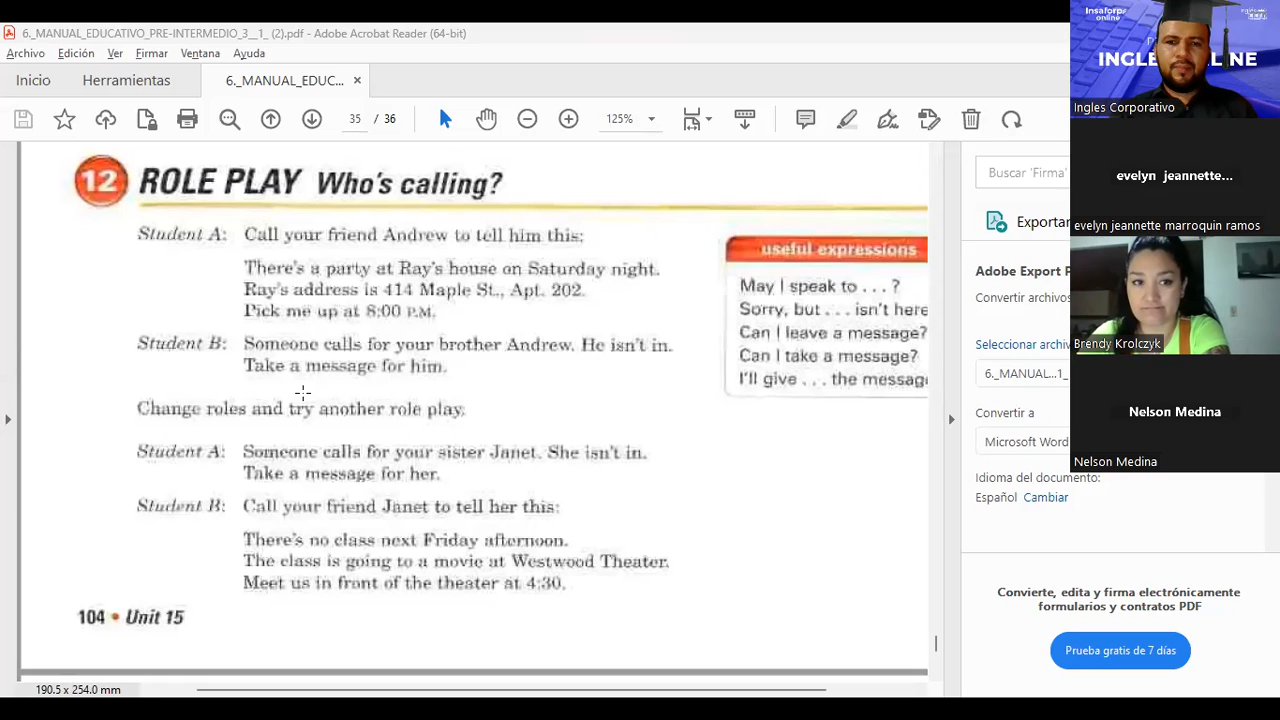 6._MANUAL_EDUCATIVO_PRE-INTERMEDIO_3__1_ (2).pdf - Adobe Acrobat Reader (64-bit)
Archivo Edición Ver Firmar Ventana Ayuda
Inicio Herramientas 6._MANUAL_EDUC... ×
35 / 36 125%
12 ROLE PLAY Who's calling?
Student A: Call your friend Andrew to tell him this:
There's a party at Ray's house on Saturday night.
Ray's address is 414 Maple St., Apt. 202.
Pick me up at 8:00 P.M.
Student B: Someone calls for your brother Andrew. He isn't in.
Take a message for him.
Change roles and try another role play.
Student A: Someone calls for your sister Janet. She isn't in.
Take a message for her.
Student B: Call your friend Janet to tell her this:
There's no class next Friday afternoon.
The class is going to a movie at Westwood Theater.
Meet us in front of the theater at 4:30.
104 • Unit 15
190.5 x 254.0 mm
useful expressions
May I speak to . . . ?
Sorry, but . . . isn't here
Can I leave a message?
Can I take a message?
I'll give . . . the messag
Buscar 'Firma'
Exportar
Adobe Export P
Convertir archivos
Seleccionar archiv
6._MANUAL...1_
Convertir a
Microsoft Word
Idioma del documento:
Español Cambiar
Convierte, edita y firma electrónicamente
formularios y contratos PDF
Prueba gratis de 7 días
Insaforp
online
INGLE NE
Ingles Corporativo
evelyn jeannette...
evelyn jeannette marroquin ramos
Brendy Krolczyk
Nelson Medina
Nelson Medina